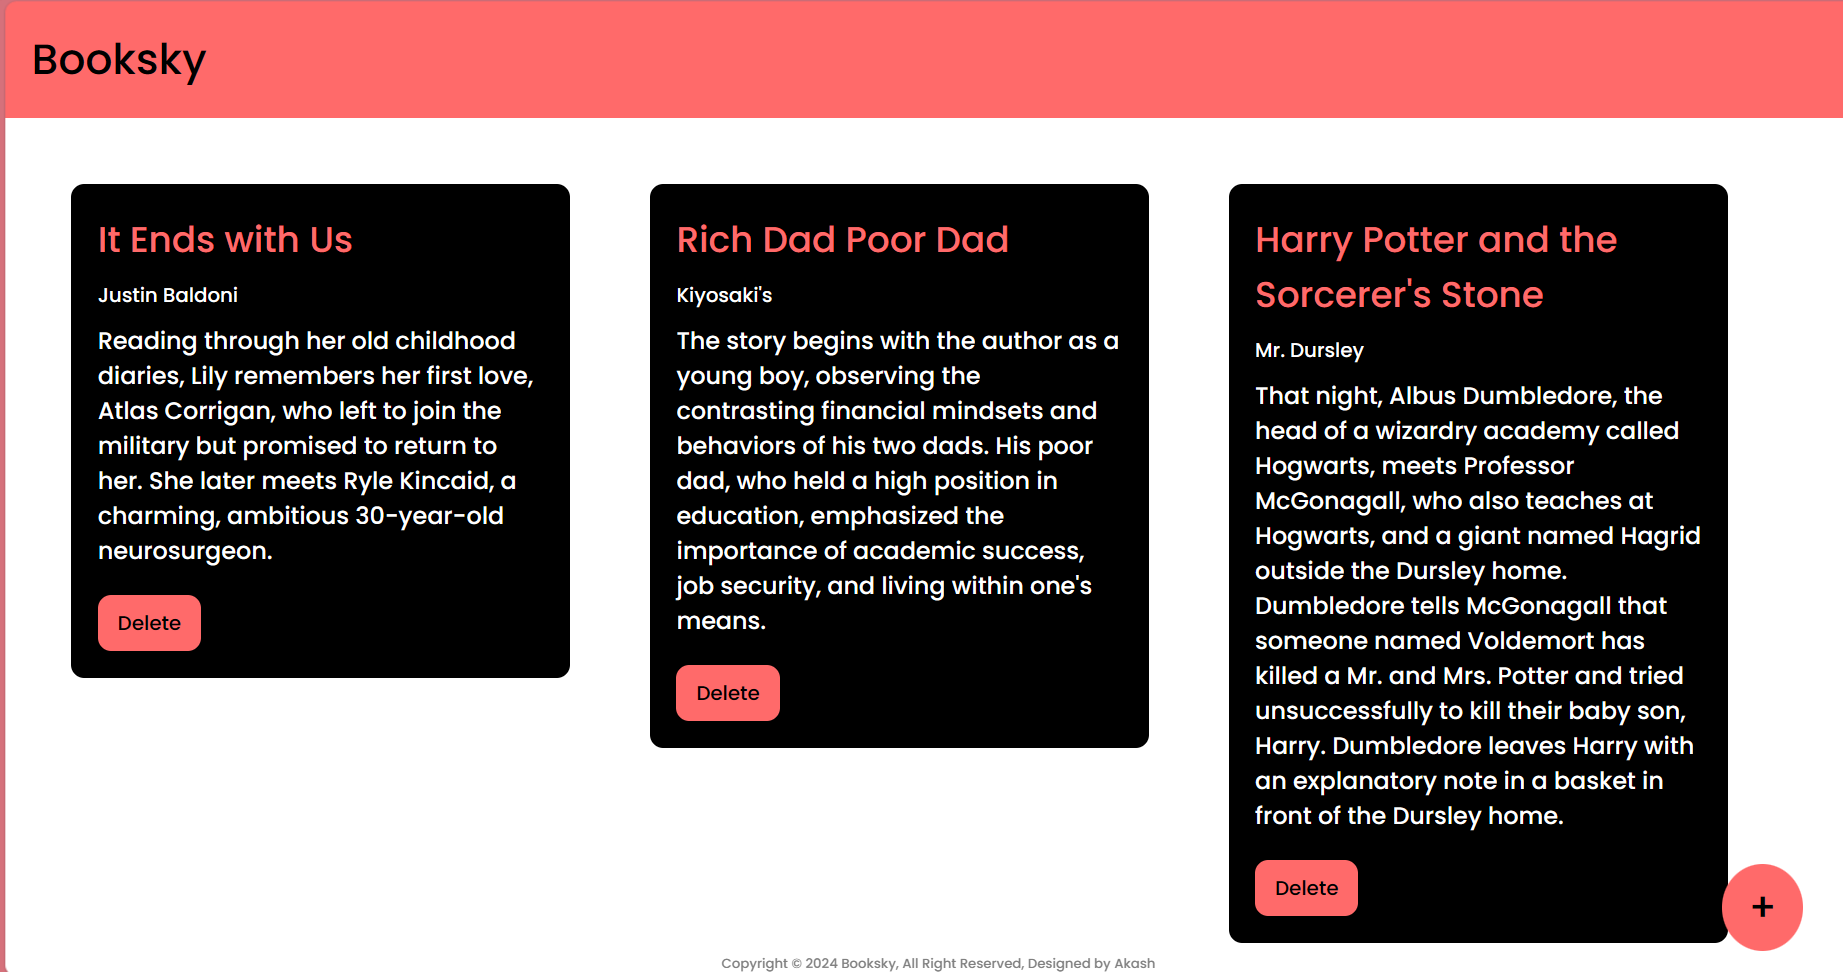 Booksky
It Ends with Us
Justin Baldoni
Reading through her old childhood
diaries, Lily remembers her first love,
Atlas Corrigan, who left to join the
military but promised to return to
her. She later meets Ryle Kincaid, a
charming, ambitious 30-year-old
neurosurgeon.
Delete
Rich Dad Poor Dad
Kiyosaki's
The story begins with the author as a
young boy, observing the
contrasting financial mindsets and
behaviors of his two dads. His poor
dad, who held a high position in
education, emphasized the
importance of academic success,
job security, and living within one's
means.
Delete
Harry Potter and the
Sorcerer's Stone
Mr. Dursley
That night, Albus Dumbledore, the
head of a wizardry academy called
Hogwarts, meets Professor
McGonagall, who also teaches at
Hogwarts, and a giant named Hagrid
outside the Dursley home.
Dumbledore tells McGonagall that
someone named Voldemort has
killed a Mr. and Mrs. Potter and tried
unsuccessfully to kill their baby son,
Harry. Dumbledore leaves Harry with
an explanatory note in a basket in
front of the Dursley home.
Delete
+
Copyright © 2024 Booksky, All Right Reserved, Designed by Akash